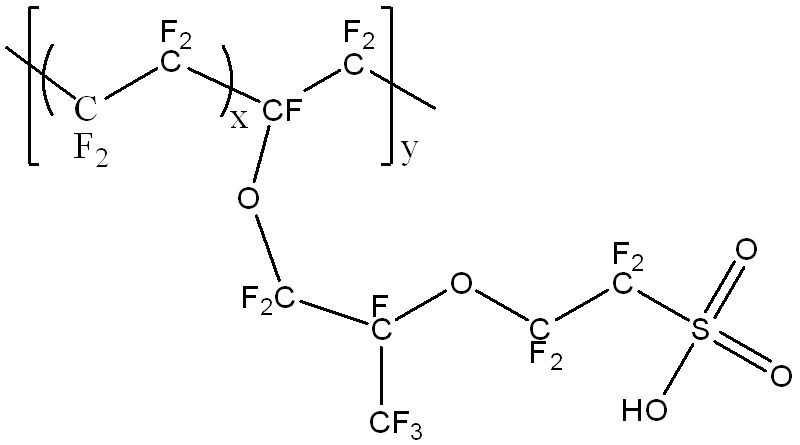 F2 F2
C C
C CF
F2 x y
O
F2
O O
F2C F C
C C S
F2 O
HO
CF3